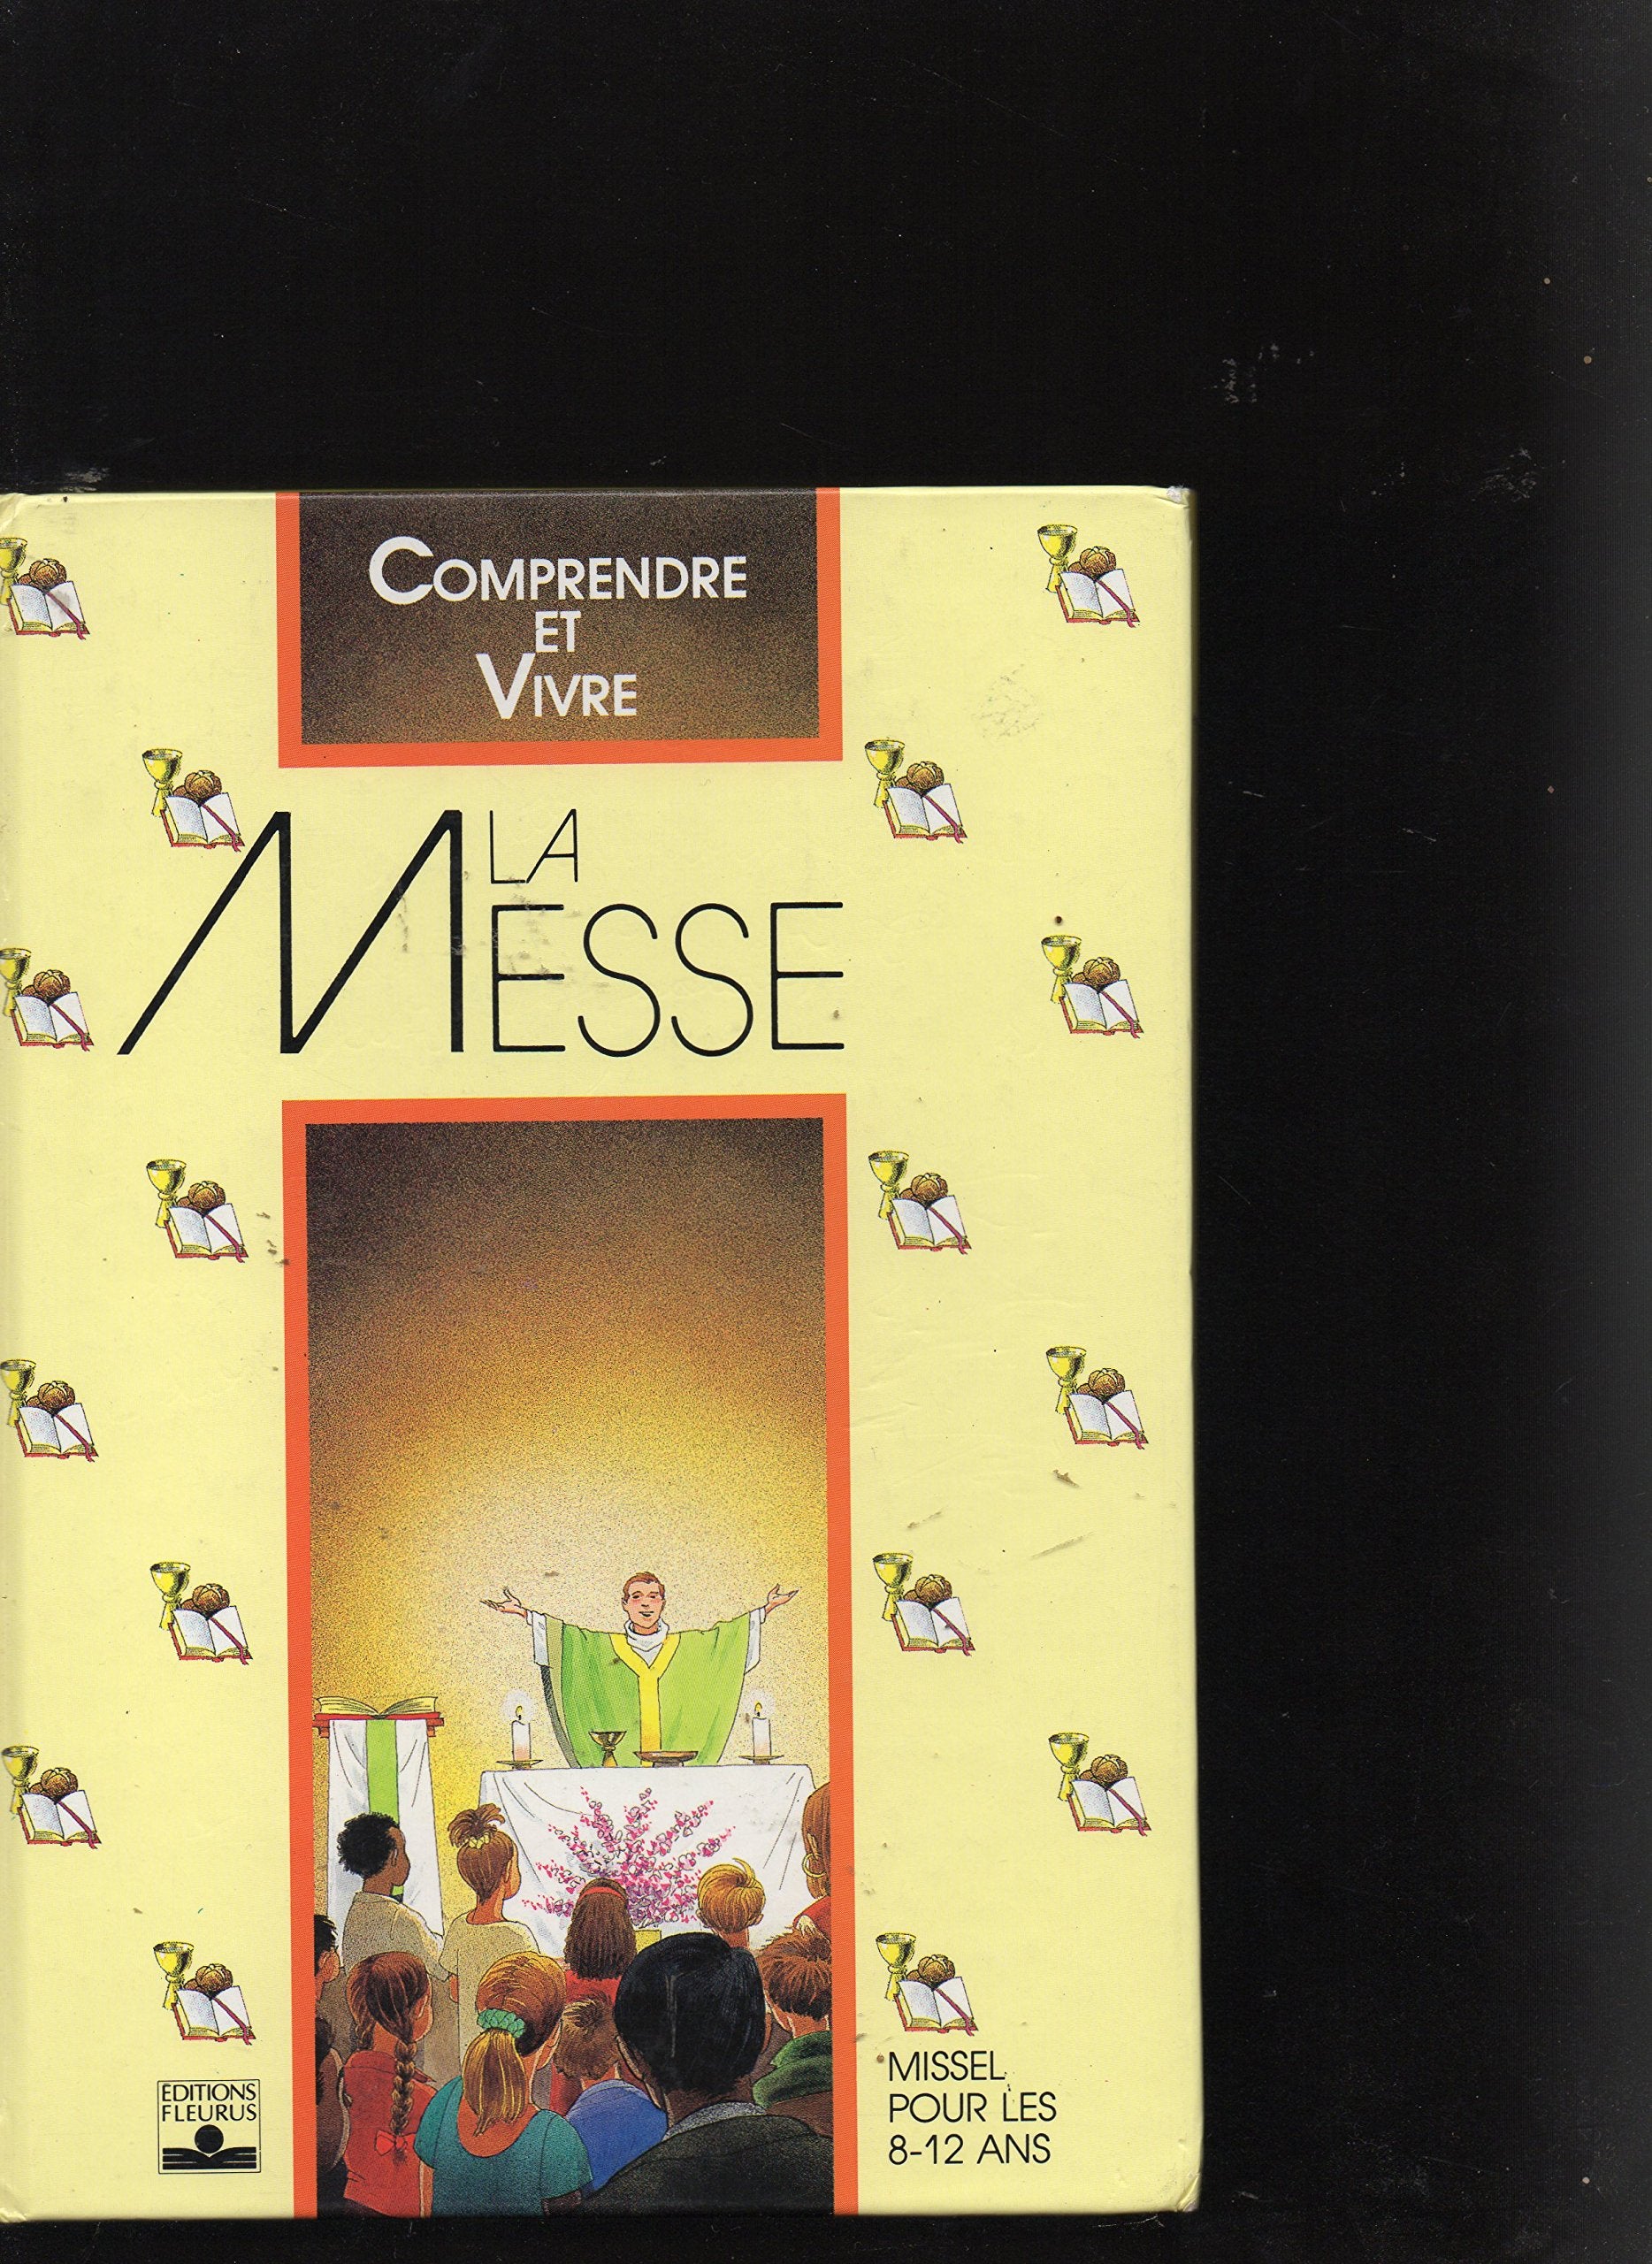 COMPRENDRE
ET
VIVRE
LA
MESSE
EDITIONS
FLEURUS
MISSEL
POUR LES
8-12 ANS